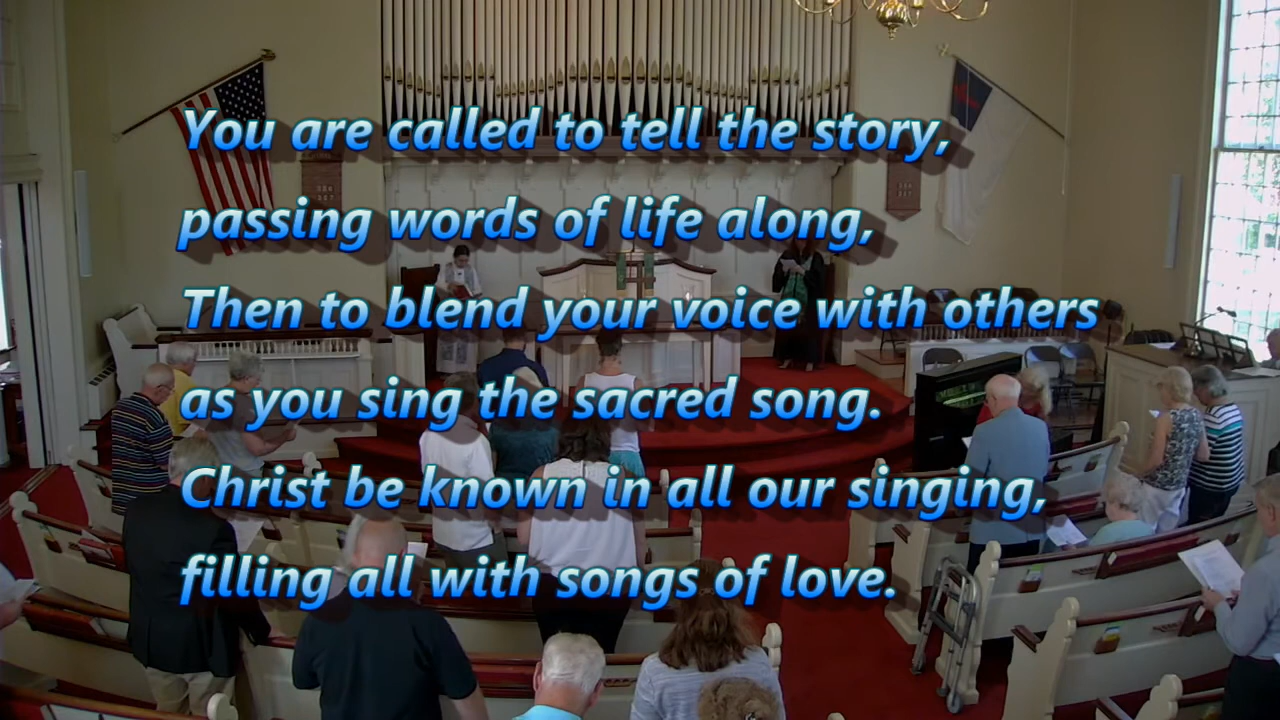 You are called to tell the story,
passing words of life along,
Then to blend your voice with others
as you sing the sacred song.
Christ be known in all our singing,
filling all with songs of love.